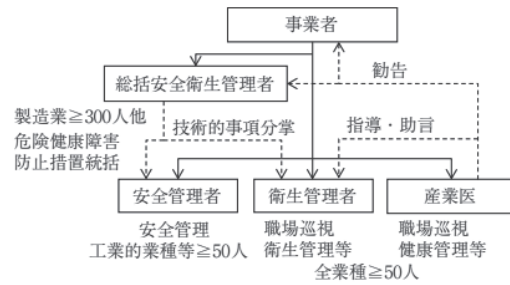 事業者
総括安全衛生管理者
勧告
製造業≧300人他
危険健康障害
防止措置統括
技術的事項分掌
指導・助言
安全管理者
衛生管理者
産業医
安全管理
工業的業種等≧50人
職場巡視
衛生管理等
職場巡視
健康管理等
全業種≧50人